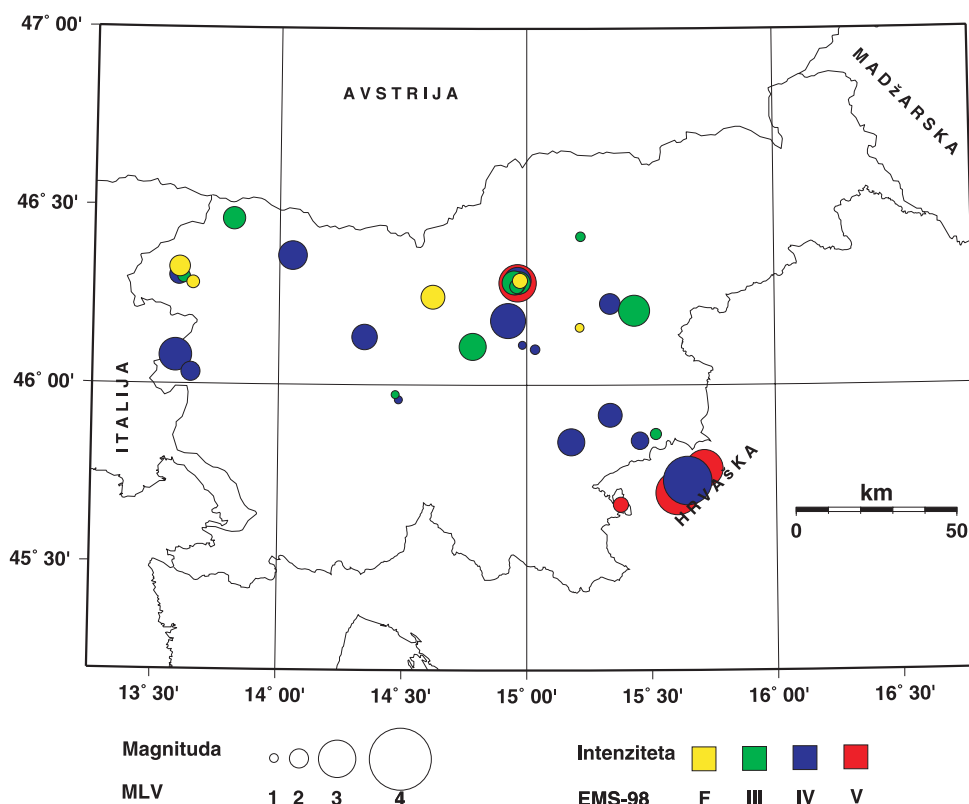 47° 00'
AVSTRIJA
MADŽARSKA
46° 30'
46° 00'
ITALIJA
HRVAšKA
km
0 50
45° 30'
13° 30' 14° 00' 14° 30' 15° 00' 15° 30' 16° 00' 16° 30'
Magnituda
MLV 1 2 3 4
Intenziteta
EMS-98 F III IV V